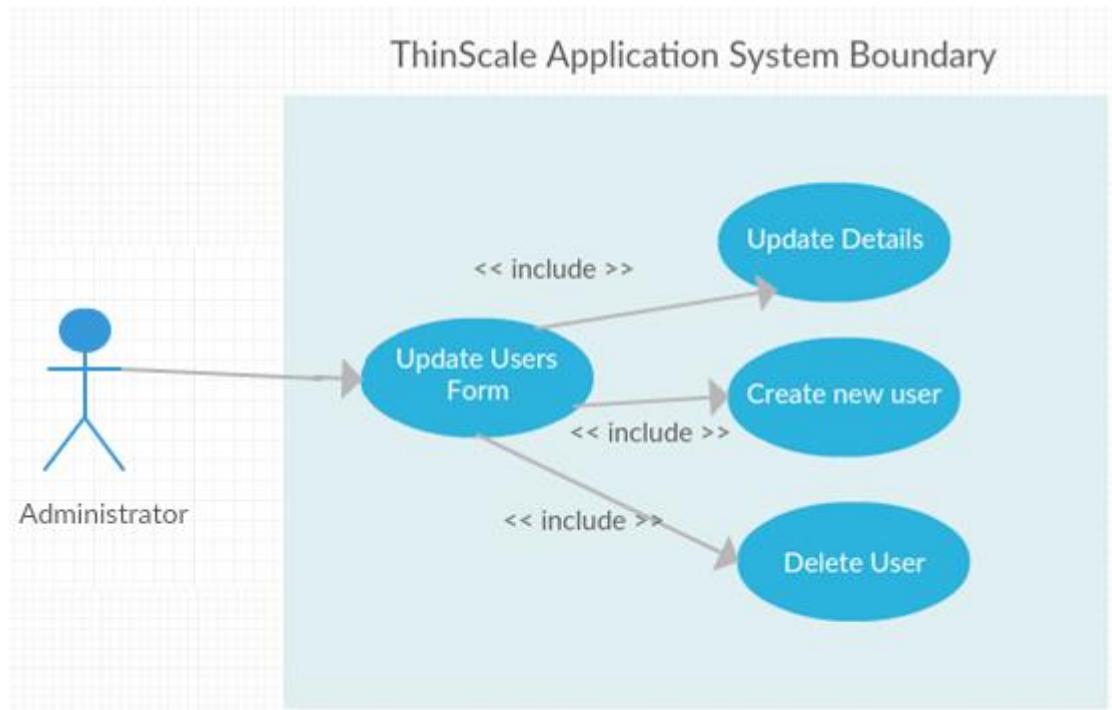 ThinScale Application System Boundary
Update Details
<< include >>
Update Users
Form
Create new user
<< include >>
Administrator
<< include >>
Delete User